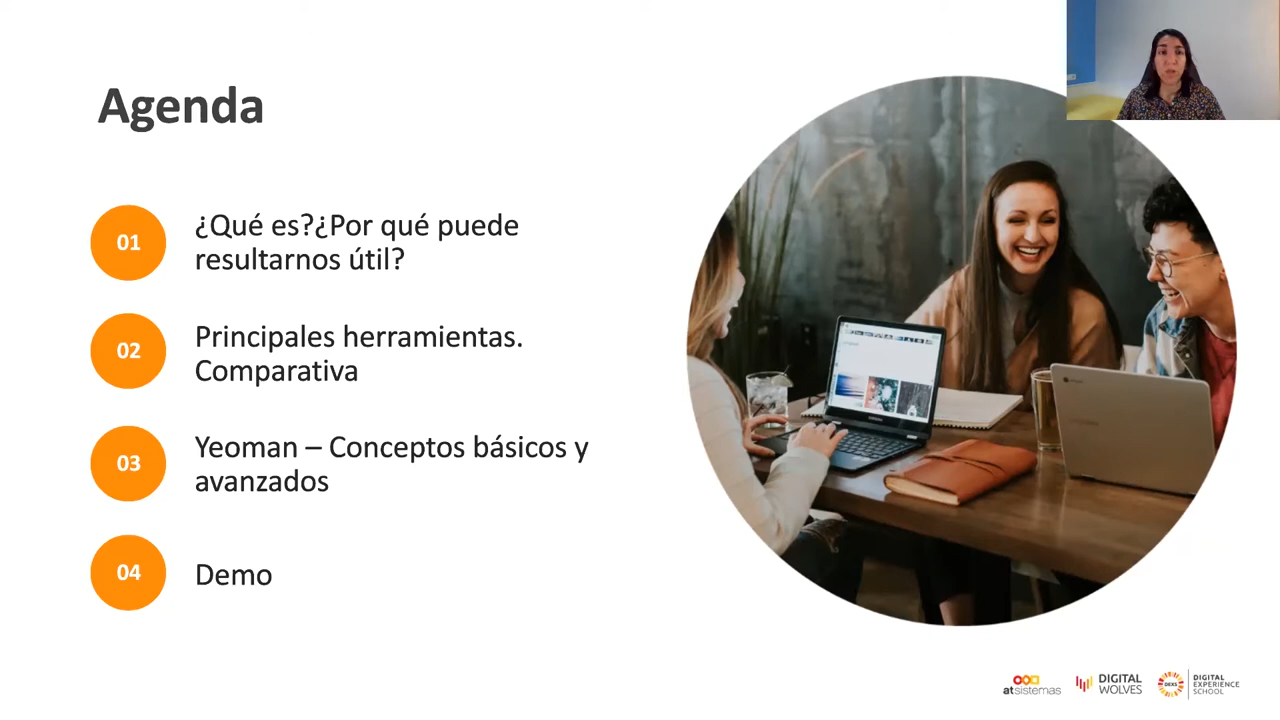 Agenda
01
¿Qué es?¿Por qué puede
resultarnos útil?
02
Principales herramientas.
Comparativa
03
Yeoman – Conceptos básicos y
avanzados
04
Demo
atsistemas
DIGITAL
WOLVES
DEXS
DIGITAL
EXPERIENCE
SCHOOL